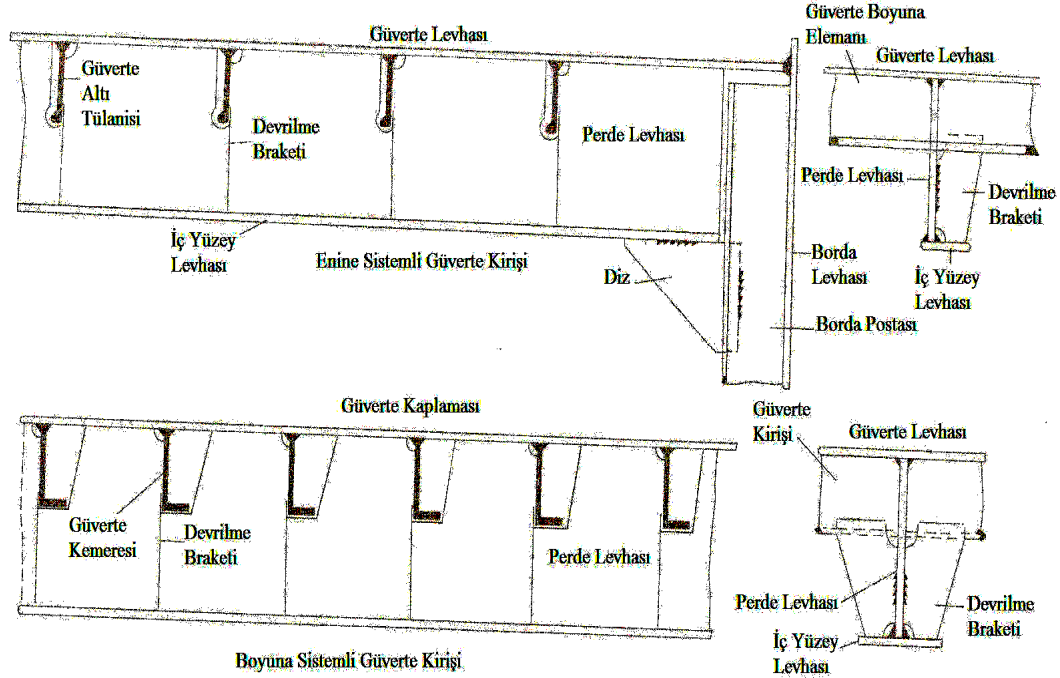 Güverte Levhası
Güverte
Altı
Tülanisi
Devrilme
Braketi
Perde Levhası
İç Yüzey
Levhası
Enine Sistemli Güverte Kirişi
Diz
Borda
Levhası
Borda Postası
Güverte Boyuna
Elemanı
Güverte Levhası
Perde Levhası
Devrilme
Braketi
İç Yüzey
Levhası
Güverte Kaplaması
Güverte
Kemeresi
Devrilme
Braketi
Perde Levhası
Boyuna Sistemli Güverte Kirişi
Güverte
Kirişi
Güverte Levhası
Perde Levhası
Devrilme
Braketi
İç Yüzey
Levhası